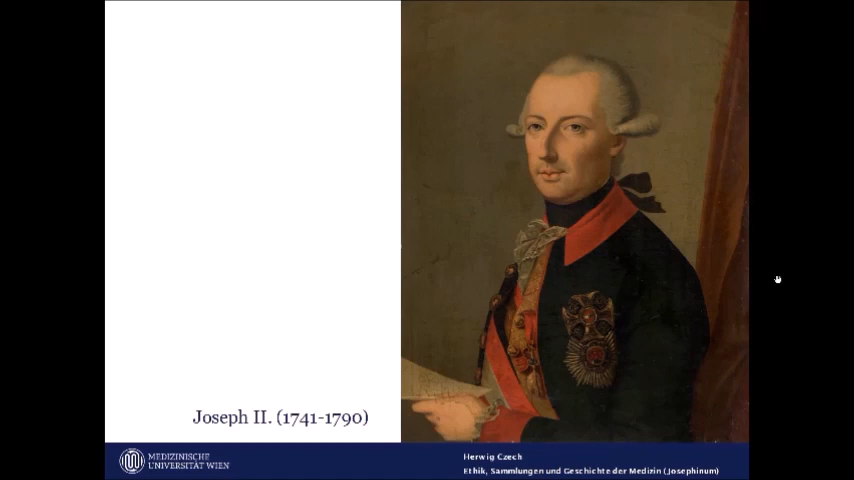 Joseph II. (1741-1790)
MEDIZINISCHE
UNIVERSITÄT WIEN
Herwig Czech
Ethik, Sammlungen und Geschichte der Medizin (Josephinum)